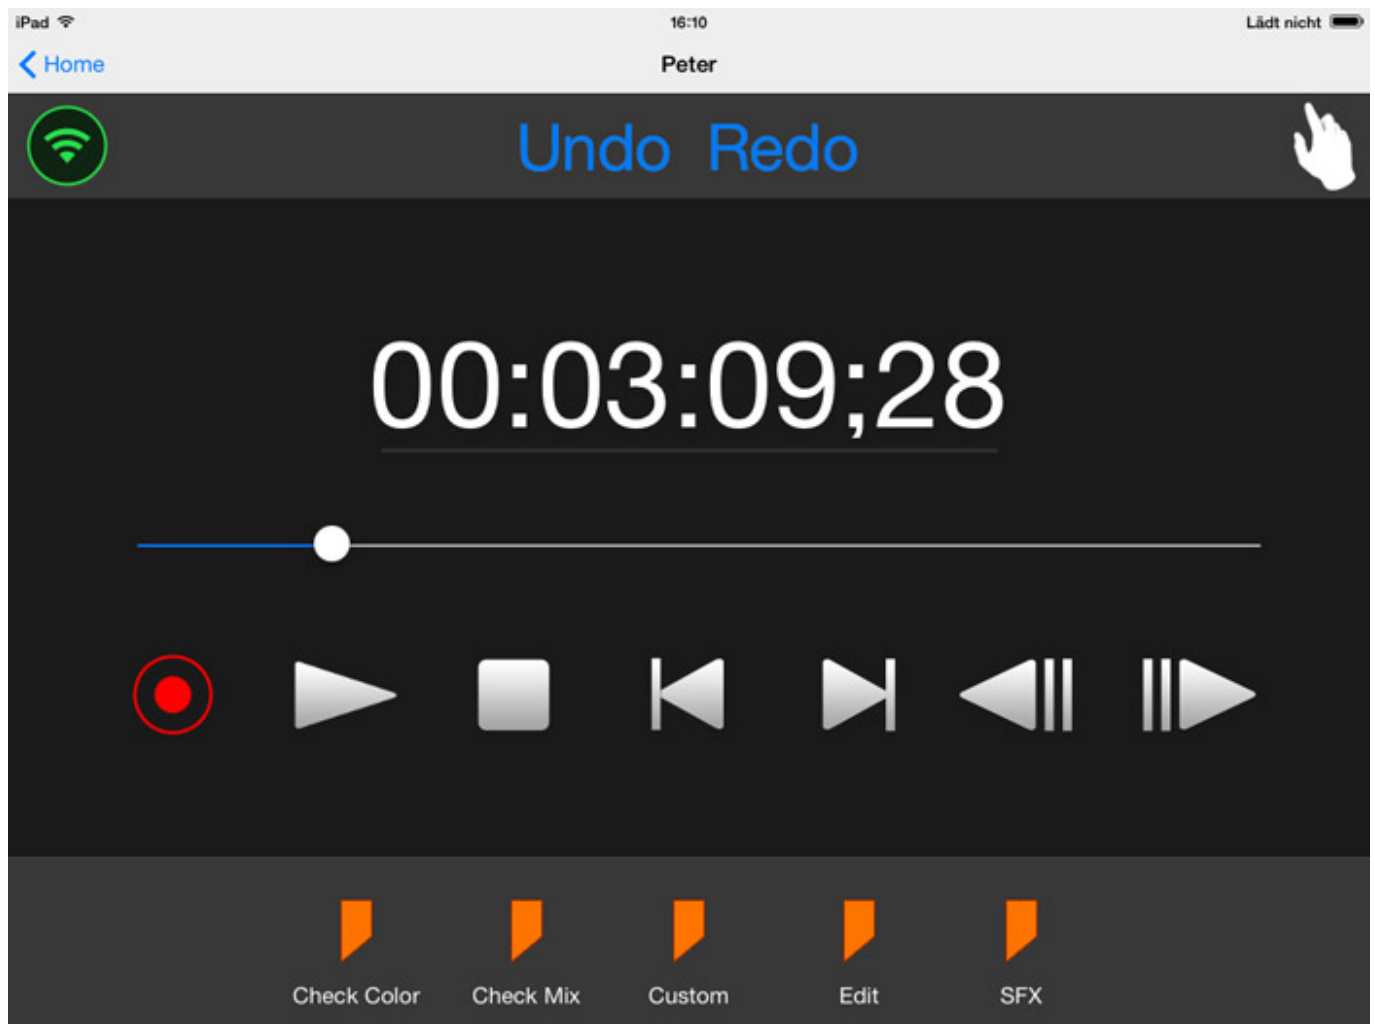 iPad 16:10 Lädt nicht
Home Peter
Undo Redo
00:03:09;28
Check Color Check Mix Custom Edit SFX